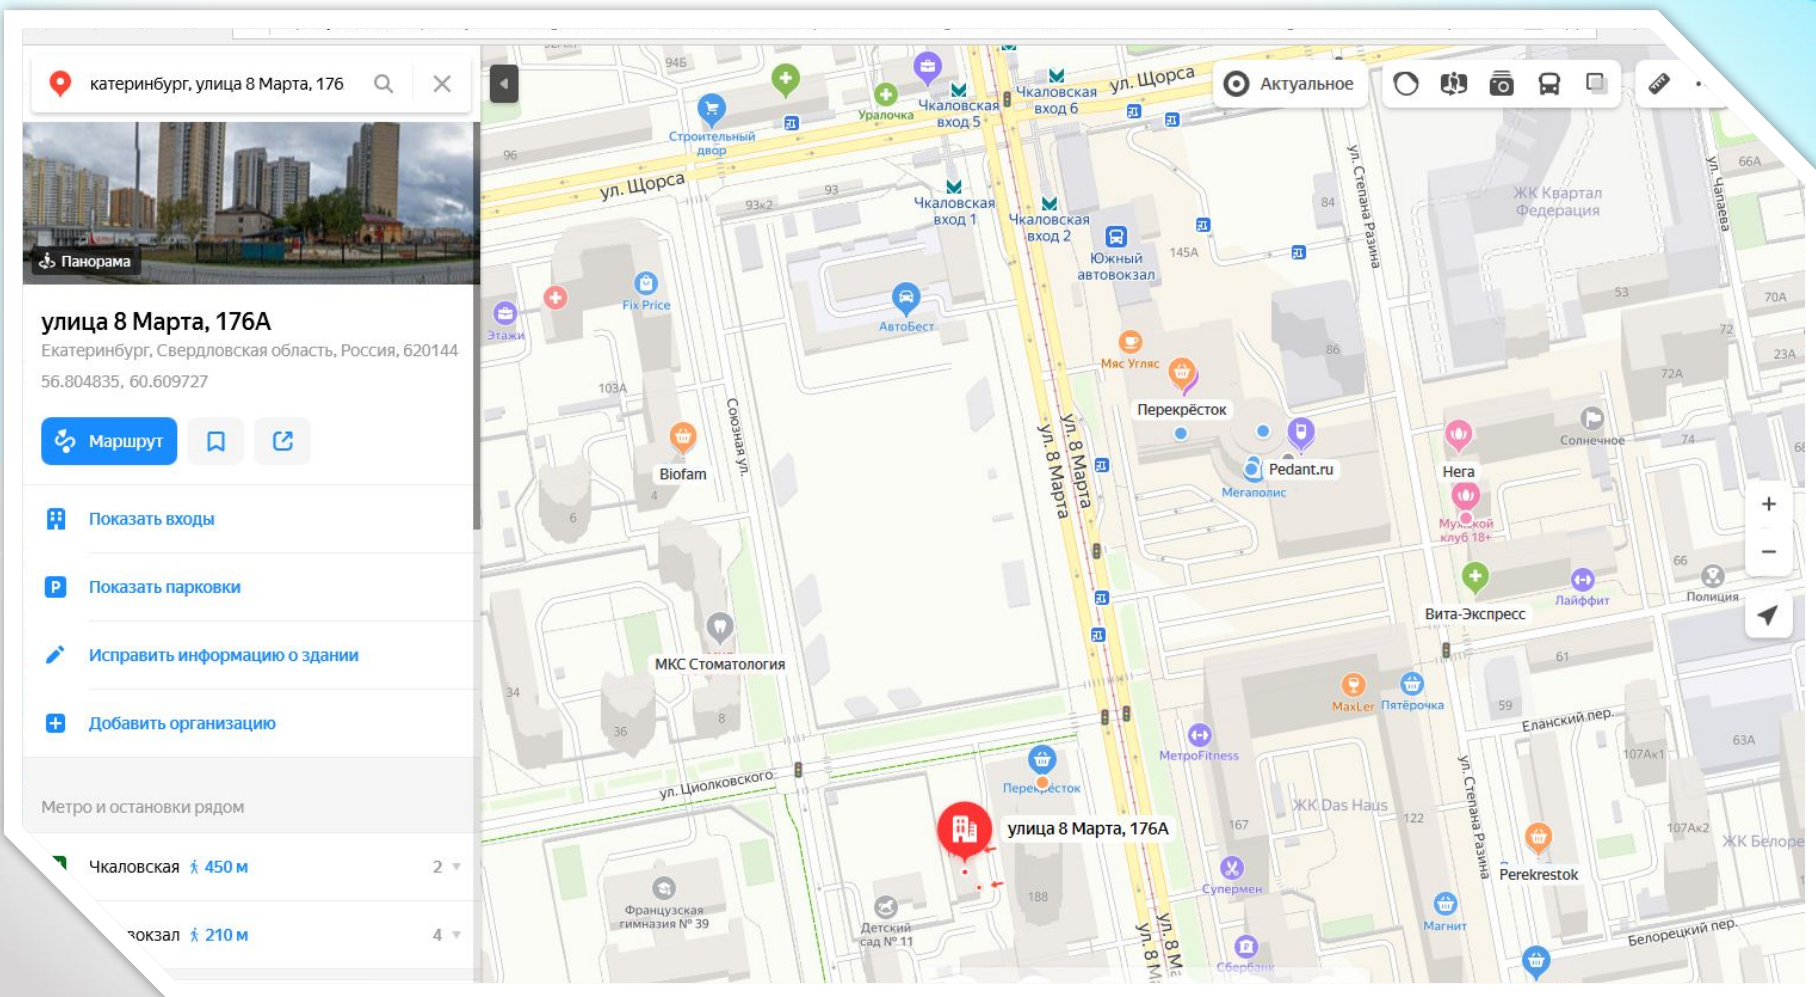 катеринбург, улица 8 Марта, 176
Панорама
улица 8 Марта, 176А
Екатеринбург, Свердловская область, Россия, 620144
56.804835, 60.609727
Маршрут
Показать входы
Показать парковки
Исправить информацию о здании
Добавить организацию
Метро и остановки рядом
Чкаловская 450 м 2
вокзал 210 м 4
Актуальное
94Б
Уралочка
Чкаловская
вход 5
Чкаловская
вход 6
ул. Щорса
Строительный
двор
96
ул. Щорса
93
93к2
Чкаловская
вход 1
Чкаловская
вход 2
Южный
автовокзал
145А
84
ул. Степана Разина
ЖК Квартал
Федерация
ул. Чапаева
66А
53
70А
72
23А
72А
86
Этажи
Fix Price
АвтоБест
Мяс Угляс
Перекрёсток
103А
Союзная ул.
Biofam
4
6
ул. 8 Марта
ул. 8 Марта
Pedant.ru
Мегаполис
Нега
Мужской
клуб 18+
Солнечное
74
68
66
Полиция
Лайффит
Вита-Экспресс
МКС Стоматология
34
36
8
61
MaxLer
Пятёрочка
59
Еланский пер.
63А
107Ак1
МетроFitness
ул. Циолковского
Перекрёсток
улица 8 Марта, 176А
ЖК Das Haus
167
122
ул. Степана Разина
107Ак2
ЖК Белоре
Perekrestok
Супермен
Французская
гимназия № 39
Детский
сад № 11
188
Магнит
Белорецкий пер.
Сбербанк
ул. 8 М
ул. 8 Ма